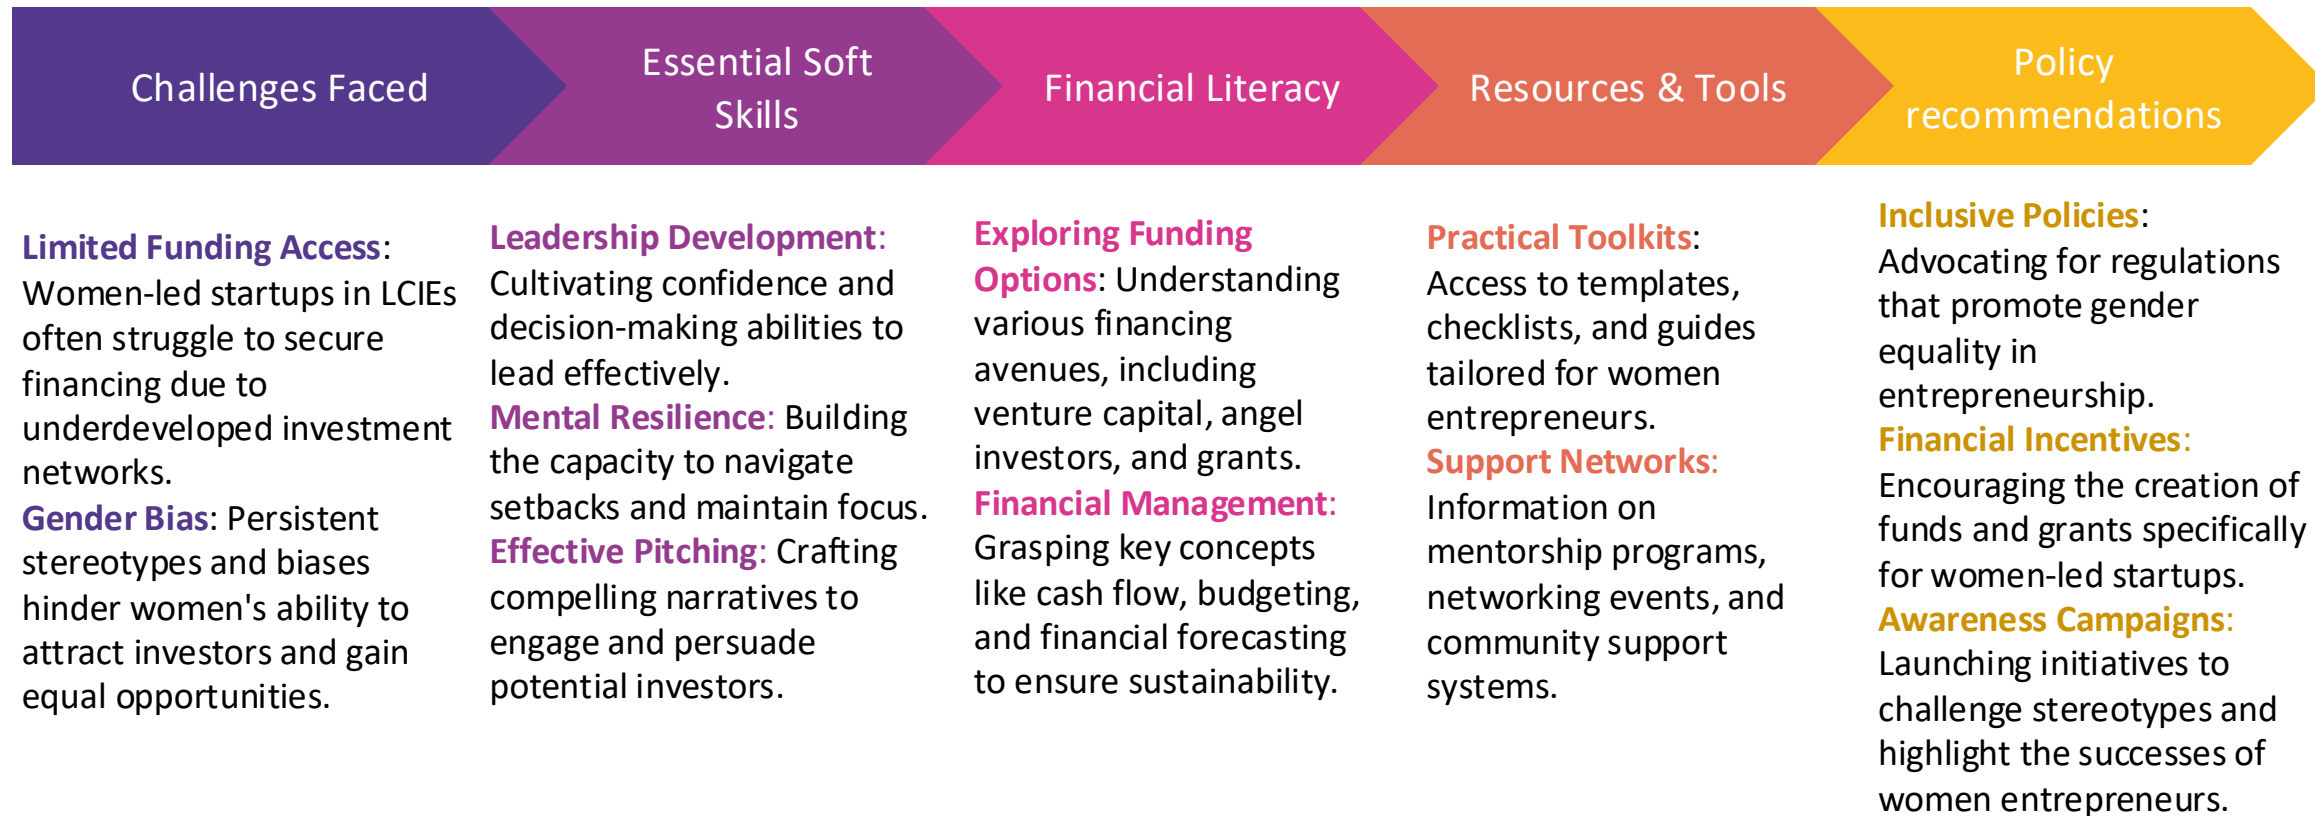 Challenges Faced
Essential Soft
Skills
Financial Literacy
Resources & Tools
Policy
recommendations
Limited Funding Access:
Women-led startups in LCIEs
often struggle to secure
financing due to
underdeveloped investment
networks.
Gender Bias: Persistent
stereotypes and biases
hinder women's ability to
attract investors and gain
equal opportunities.
Leadership Development:
Cultivating confidence and
decision-making abilities to
lead effectively.
Mental Resilience: Building
the capacity to navigate
setbacks and maintain focus.
Effective Pitching: Crafting
compelling narratives to
engage and persuade
potential investors.
Exploring Funding
Options: Understanding
various financing
avenues, including
venture capital, angel
investors, and grants.
Financial Management:
Grasping key concepts
like cash flow, budgeting,
and financial forecasting
to ensure sustainability.
Practical Toolkits:
Access to templates,
checklists, and guides
tailored for women
entrepreneurs.
Support Networks:
Information on
mentorship programs,
networking events, and
community support
systems.
Inclusive Policies:
Advocating for regulations
that promote gender
equality in
entrepreneurship.
Financial Incentives:
Encouraging the creation of
funds and grants specifically
for women-led startups.
Awareness Campaigns:
Launching initiatives to
challenge stereotypes and
highlight the successes of
women entrepreneurs.